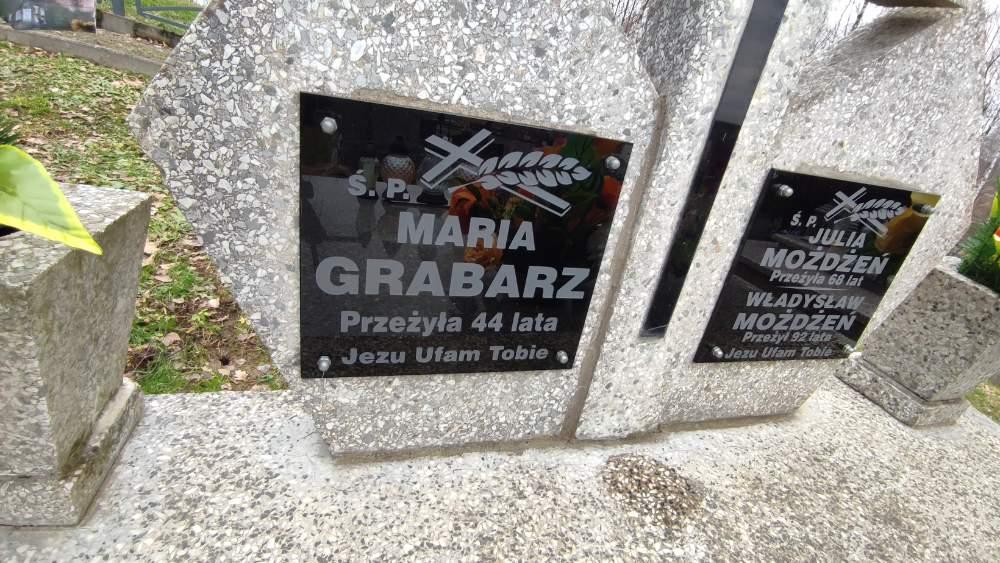 Ś. P.
MARIA
GRABARZ
Przeżyła 44 lata
Jezu Ufam Tobie
Ś. P.
JULIA
MOŻDŻEŃ
Przeżyła 68 lat
WŁADYSŁAW
MOŻDŻEŃ
Przeżył 92 lata
Jezu Ufam Tobie